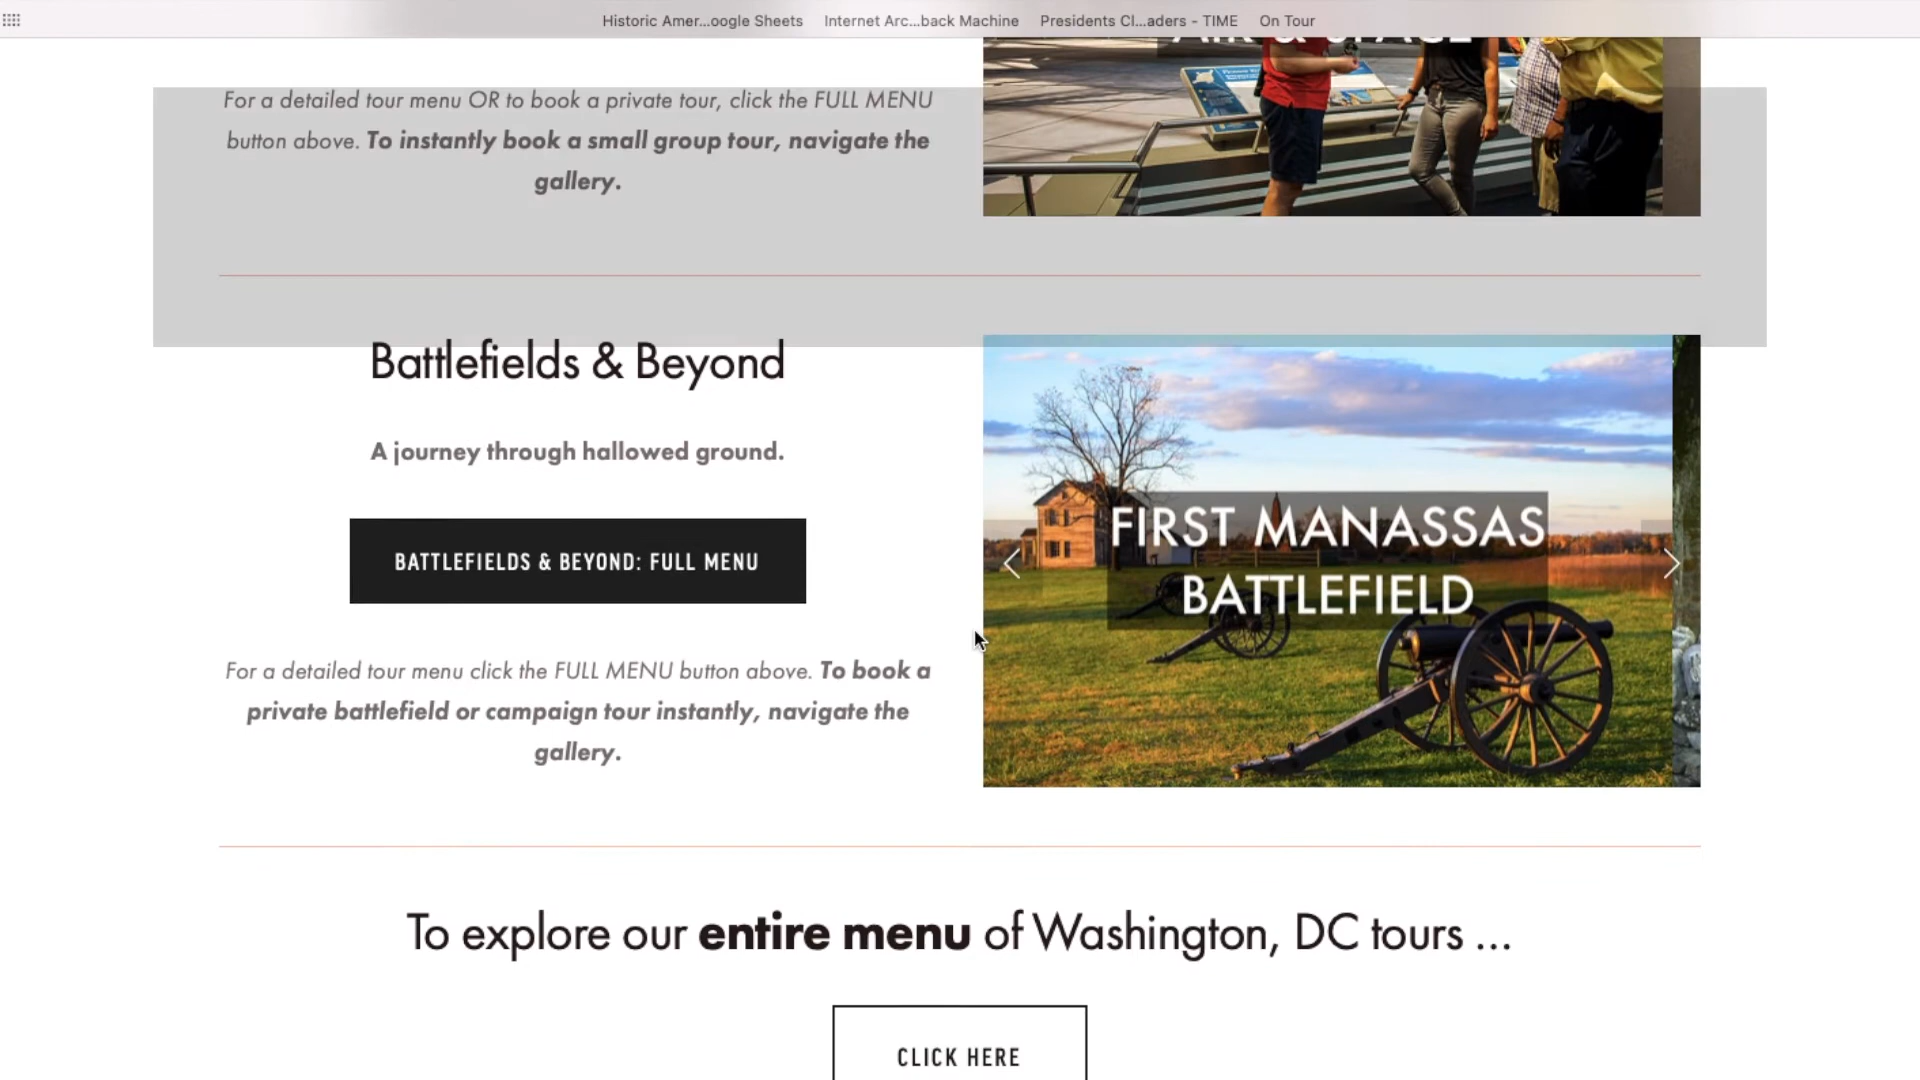 Historic Amer...oogle Sheets Internet Arc...back Machine Presidents Cl...aders - TIME On Tour
AIR & SPACE
For a detailed tour menu OR to book a private tour, click the FULL MENU
button above. To instantly book a small group tour, navigate the
gallery.
Battlefields & Beyond
A journey through hallowed ground.
BATTLEFIELDS & BEYOND: FULL MENU
For a detailed tour menu click the FULL MENU button above. To book a
private battlefield or campaign tour instantly, navigate the
gallery.
FIRST MANASSAS
BATTLEFIELD
To explore our entire menu of Washington, DC tours ...
CLICK HERE